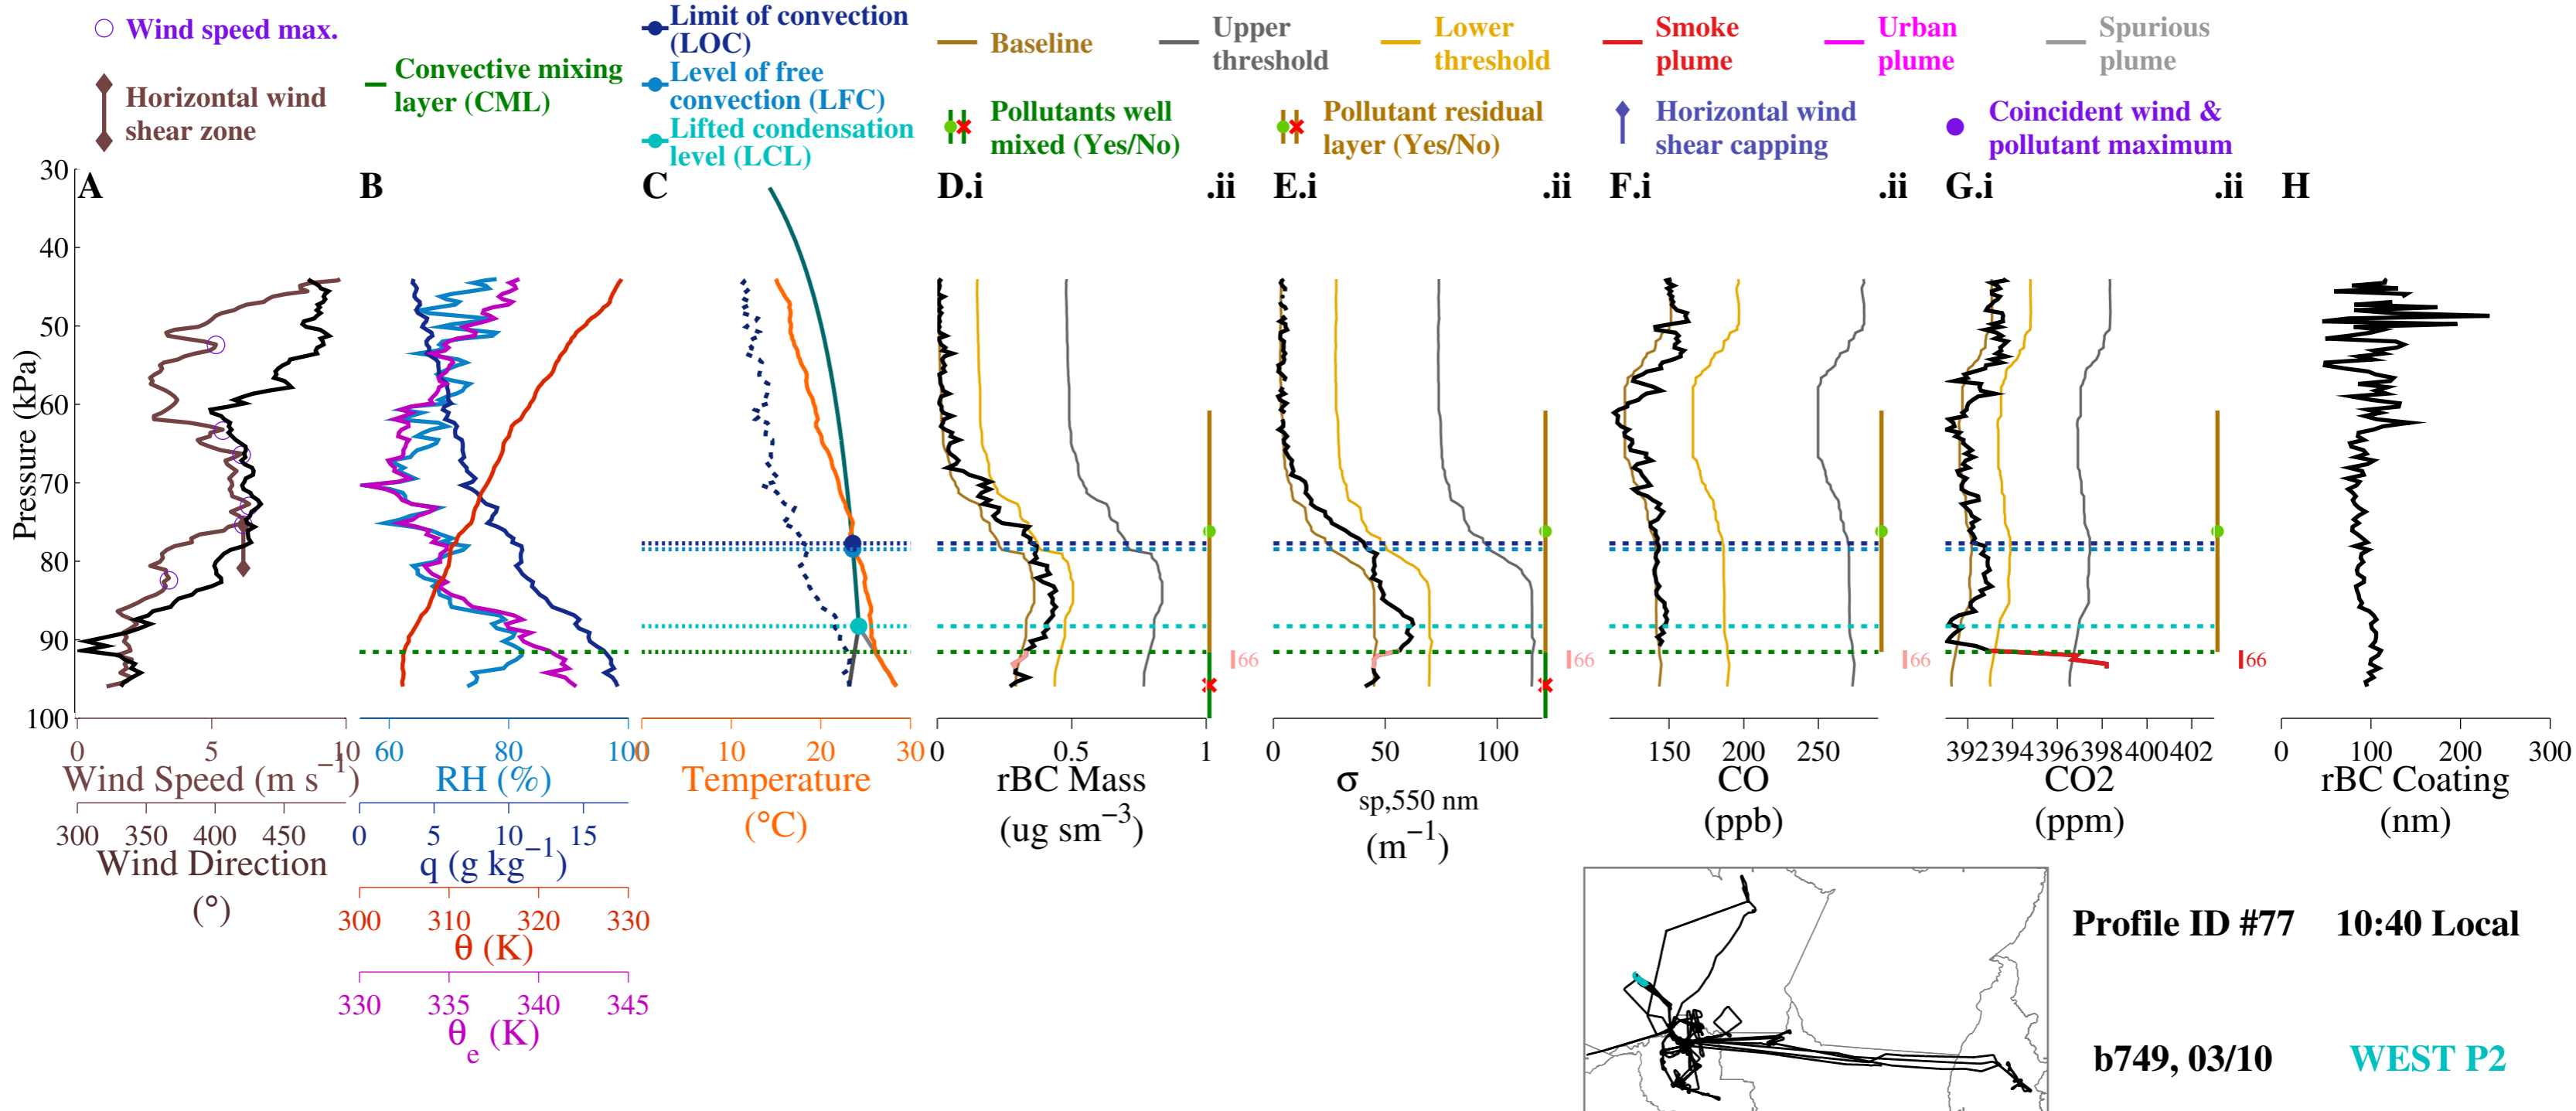 Wind speed max.
Horizontal wind
shear zone
Convective mixing
layer (CML)
Limit of convection
(LOC)
Level of free
convection (LFC)
Lifted condensation
level (LCL)
Baseline
Upper
threshold
Lower
threshold
Smoke
plume
Urban
plume
Spurious
plume
Pollutants well
mixed (Yes/No)
Pollutant residual
layer (Yes/No)
Horizontal wind
shear capping
Coincident wind &
pollutant maximum
A
B
C
D.i
.ii
E.i
.ii
F.i
.ii
G.i
.ii
H
30
40
50
60
70
80
90
100
Pressure (kPa)
66
66
66
66
0 5 10
Wind Speed (m s−1)
300 350 400 450
Wind Direction
(°)
60 80 100
RH (%)
0 5 10 15
q (g kg−1)
300 310 320 330
θ (K)
330 335 340 345
θe (K)
0 10 20 30
Temperature
(°C)
0 0.5 1
rBC Mass
(ug sm−3)
0 50 100
σsp,550 nm
(m−1)
150 200 250
CO
(ppb)
392 394 396 398 400 402
CO2
(ppm)
0 100 200 300
rBC Coating
(nm)
Profile ID #77 10:40 Local
b749, 03/10 WEST P2